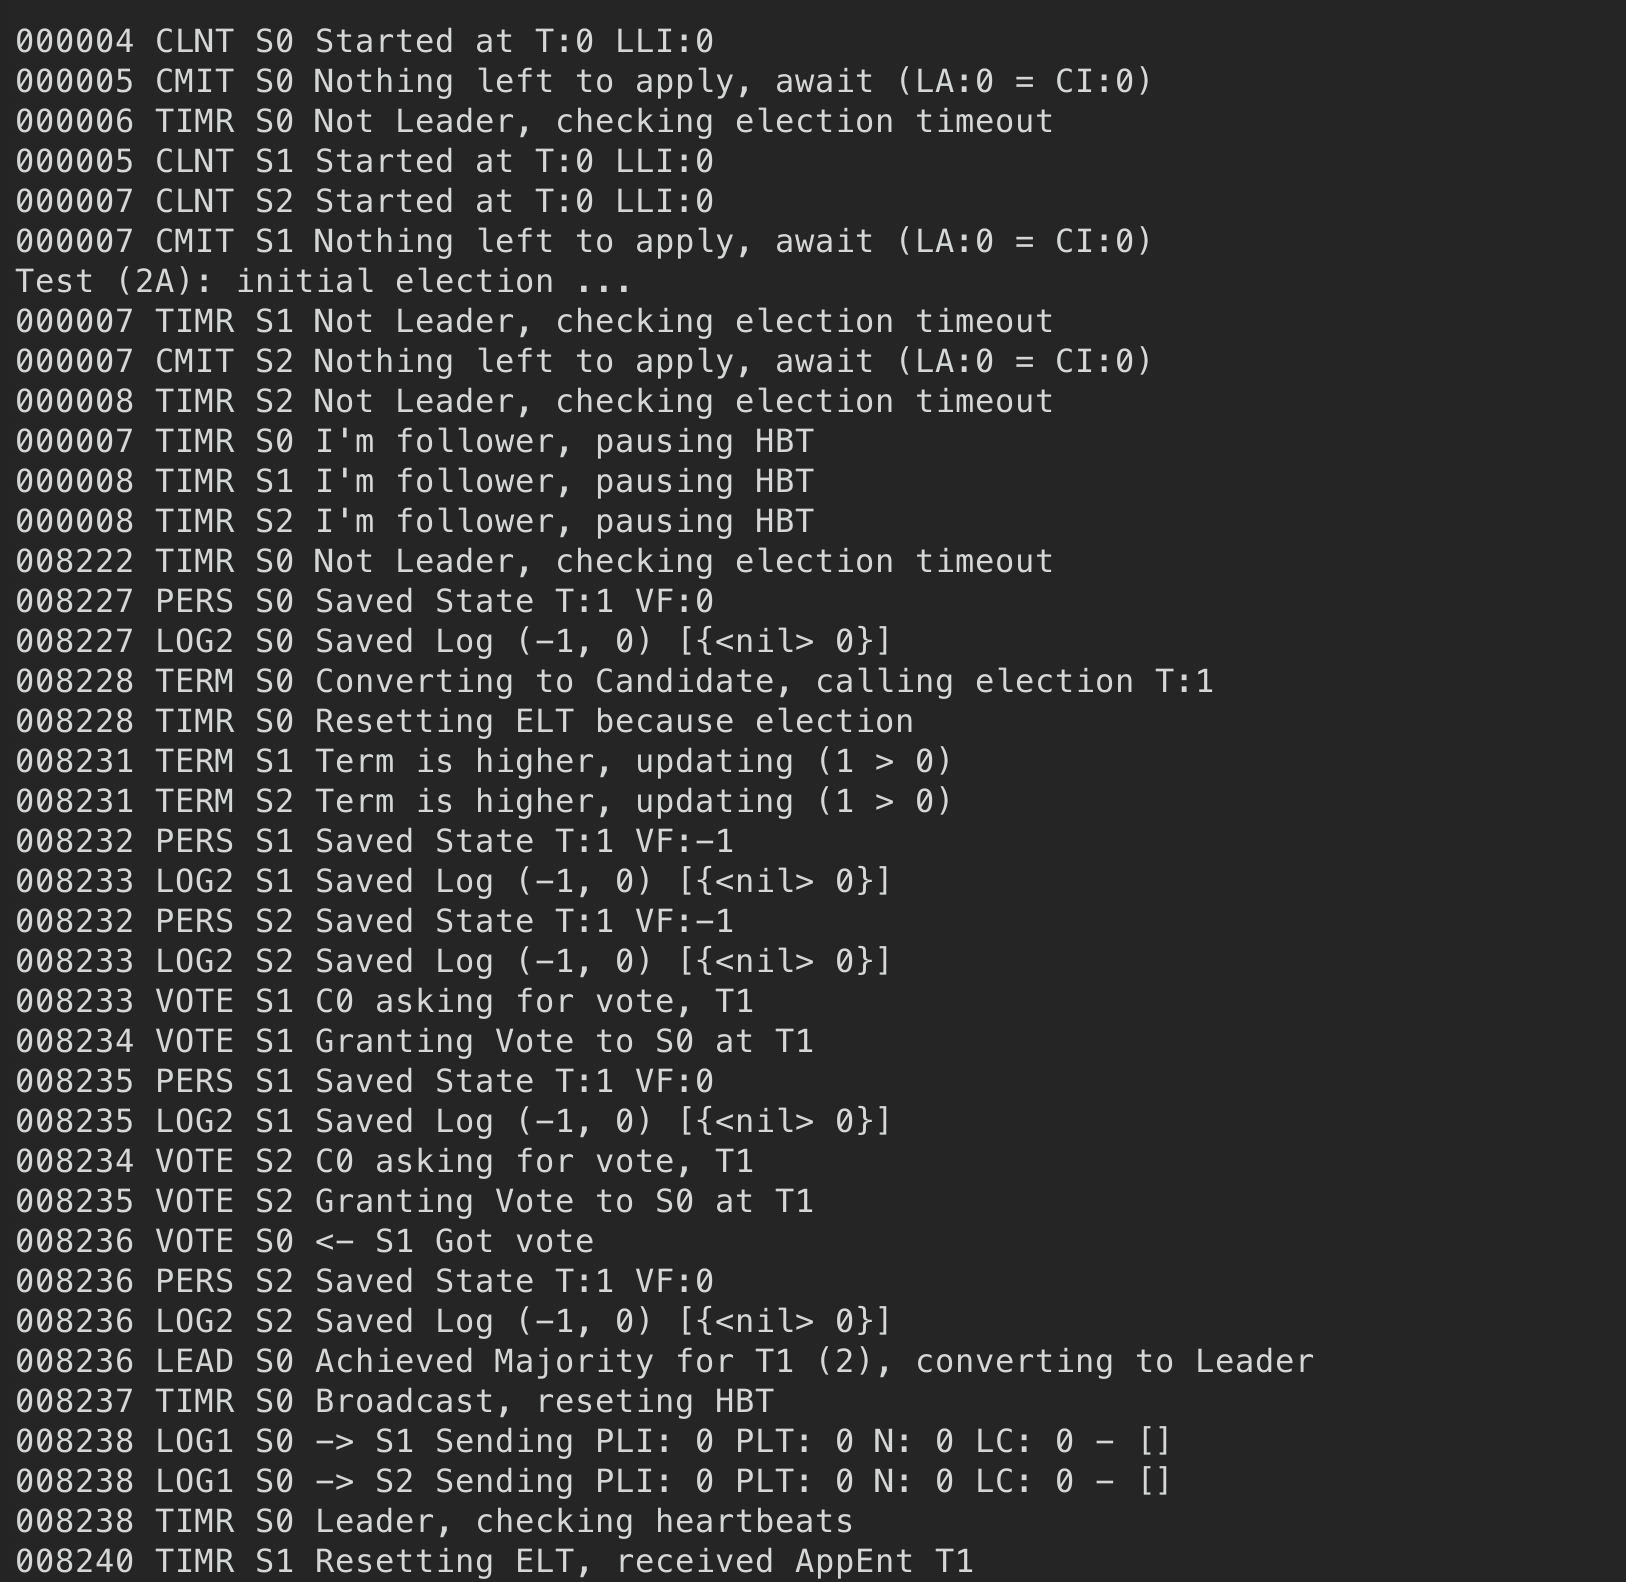 000004 CLNT S0 Started at T:0 LLI:0
000005 CMIT S0 Nothing left to apply, await (LA:0 = CI:0)
000006 TIMR S0 Not Leader, checking election timeout
000005 CLNT S1 Started at T:0 LLI:0
000007 CLNT S2 Started at T:0 LLI:0
000007 CMIT S1 Nothing left to apply, await (LA:0 = CI:0)
Test (2A): initial election ...
000007 TIMR S1 Not Leader, checking election timeout
000007 CMIT S2 Nothing left to apply, await (LA:0 = CI:0)
000008 TIMR S2 Not Leader, checking election timeout
000007 TIMR S0 I'm follower, pausing HBT
000008 TIMR S1 I'm follower, pausing HBT
000008 TIMR S2 I'm follower, pausing HBT
008222 TIMR S0 Not Leader, checking election timeout
008227 PERS S0 Saved State T:1 VF:0
008227 LOG2 S0 Saved Log (-1, 0) [{<nil> 0}]
008228 TERM S0 Converting to Candidate, calling election T:1
008228 TIMR S0 Resetting ELT because election
008231 TERM S1 Term is higher, updating (1 > 0)
008231 TERM S2 Term is higher, updating (1 > 0)
008232 PERS S1 Saved State T:1 VF:-1
008233 LOG2 S1 Saved Log (-1, 0) [{<nil> 0}]
008232 PERS S2 Saved State T:1 VF:-1
008233 LOG2 S2 Saved Log (-1, 0) [{<nil> 0}]
008233 VOTE S1 C0 asking for vote, T1
008234 VOTE S1 Granting Vote to S0 at T1
008235 PERS S1 Saved State T:1 VF:0
008235 LOG2 S1 Saved Log (-1, 0) [{<nil> 0}]
008234 VOTE S2 C0 asking for vote, T1
008235 VOTE S2 Granting Vote to S0 at T1
008236 VOTE S0 <- S1 Got vote
008236 PERS S2 Saved State T:1 VF:0
008236 LOG2 S2 Saved Log (-1, 0) [{<nil> 0}]
008236 LEAD S0 Achieved Majority for T1 (2), converting to Leader
008237 TIMR S0 Broadcast, reseting HBT
008238 LOG1 S0 -> S1 Sending PLI: 0 PLT: 0 N: 0 LC: 0 - []
008238 LOG1 S0 -> S2 Sending PLI: 0 PLT: 0 N: 0 LC: 0 - []
008238 TIMR S0 Leader, checking heartbeats
008240 TIMR S1 Resetting ELT, received AppEnt T1